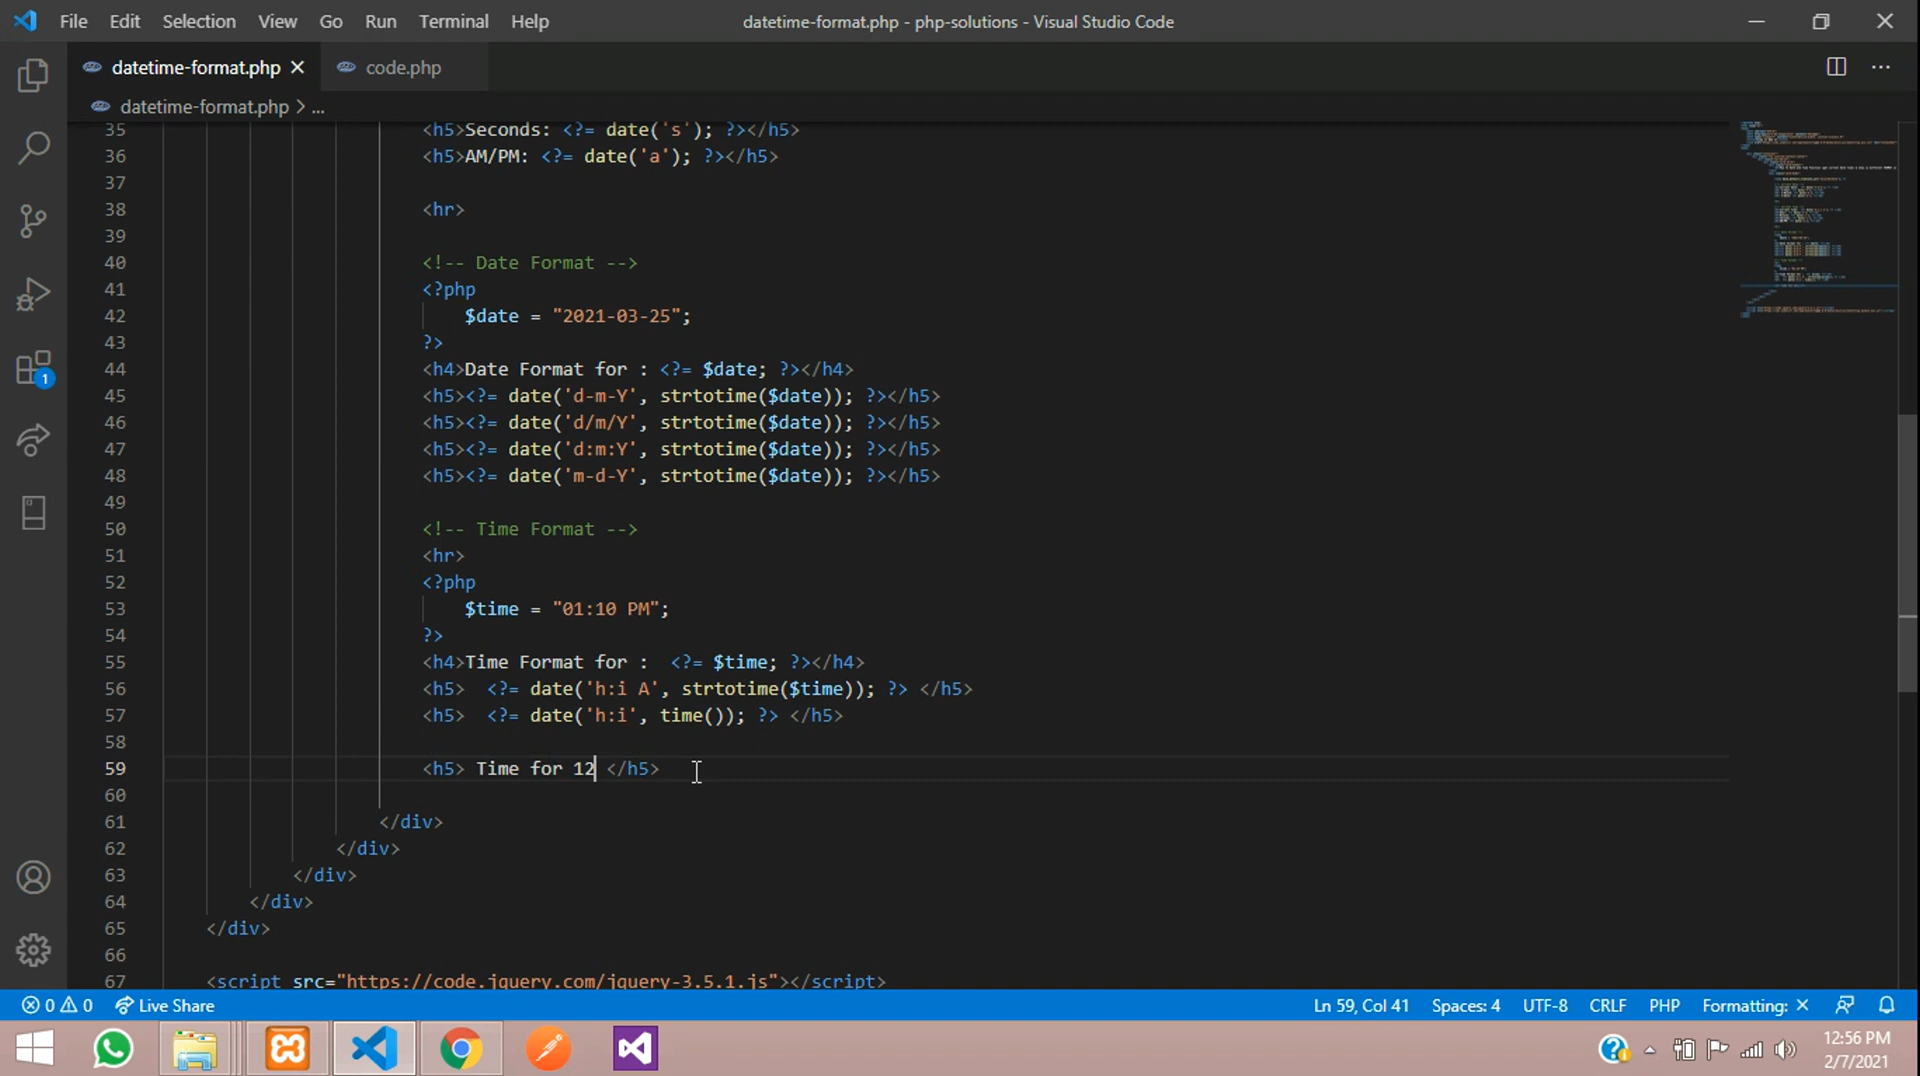 File Edit Selection View Go Run Terminal Help datetime-format.php - php-solutions - Visual Studio Code
datetime-format.php code.php
datetime-format.php > ...
35 <h5>Seconds: <?= date('s'); ?></h5>
36 <h5>AM/PM: <?= date('a'); ?></h5>
37
38 <hr>
39
40 <!-- Date Format -->
41 <?php
42 $date = "2021-03-25";
43 ?>
44 <h4>Date Format for : <?= $date; ?></h4>
45 <h5><?= date('d-m-Y', strtotime($date)); ?></h5>
46 <h5><?= date('d/m/Y', strtotime($date)); ?></h5>
47 <h5><?= date('d:m:Y', strtotime($date)); ?></h5>
48 <h5><?= date('m-d-Y', strtotime($date)); ?></h5>
49
50 <!-- Time Format -->
51 <hr>
52 <?php
53 $time = "01:10 PM";
54 ?>
55 <h4>Time Format for :  <?= $time; ?></h4>
56 <h5>  <?= date('h:i A', strtotime($time)); ?> </h5>
57 <h5>  <?= date('h:i', time()); ?> </h5>
58
59 <h5> Time for 12 </h5>
60
61 </div>
62 </div>
63 </div>
64 </div>
65 </div>
66
67 <script src="https://code.jquery.com/jquery-3.5.1.js"></script>
1
0 0 Live Share Ln 59, Col 41 Spaces: 4 UTF-8 CRLF PHP Formatting: ×
12:56 PM
2/7/2021